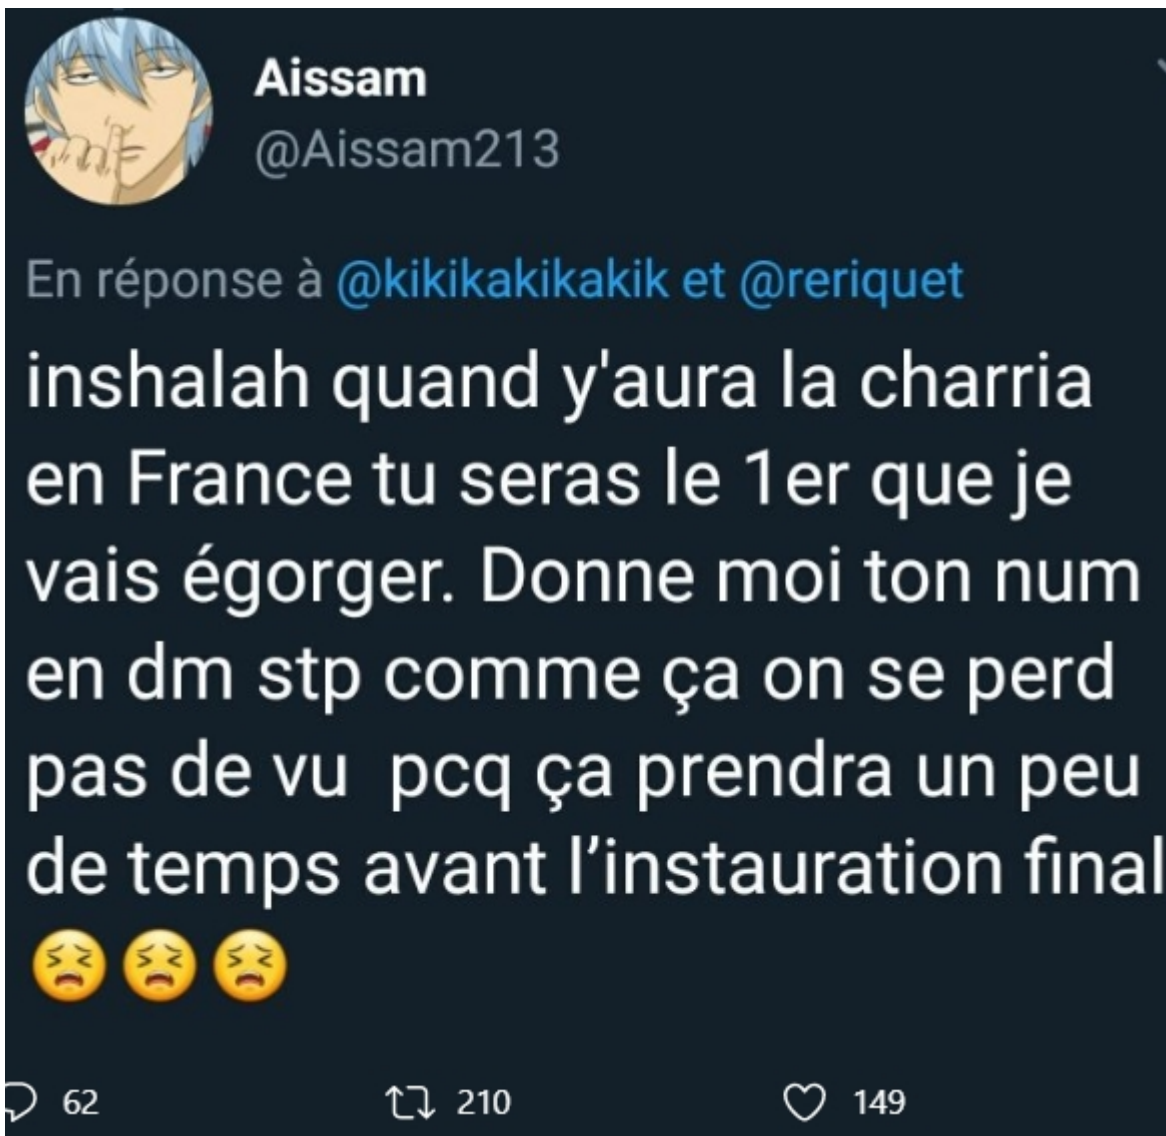 Aissam
@Aissam213
En réponse à @kikikakikakik et @reriquet
inshalah quand y'aura la charria
en France tu seras le 1er que je
vais égorger. Donne moi ton num
en dm stp comme ça on se perd
pas de vu  pcq ça prendra un peu
de temps avant l’instauration final
😣😣😣
62 210 149